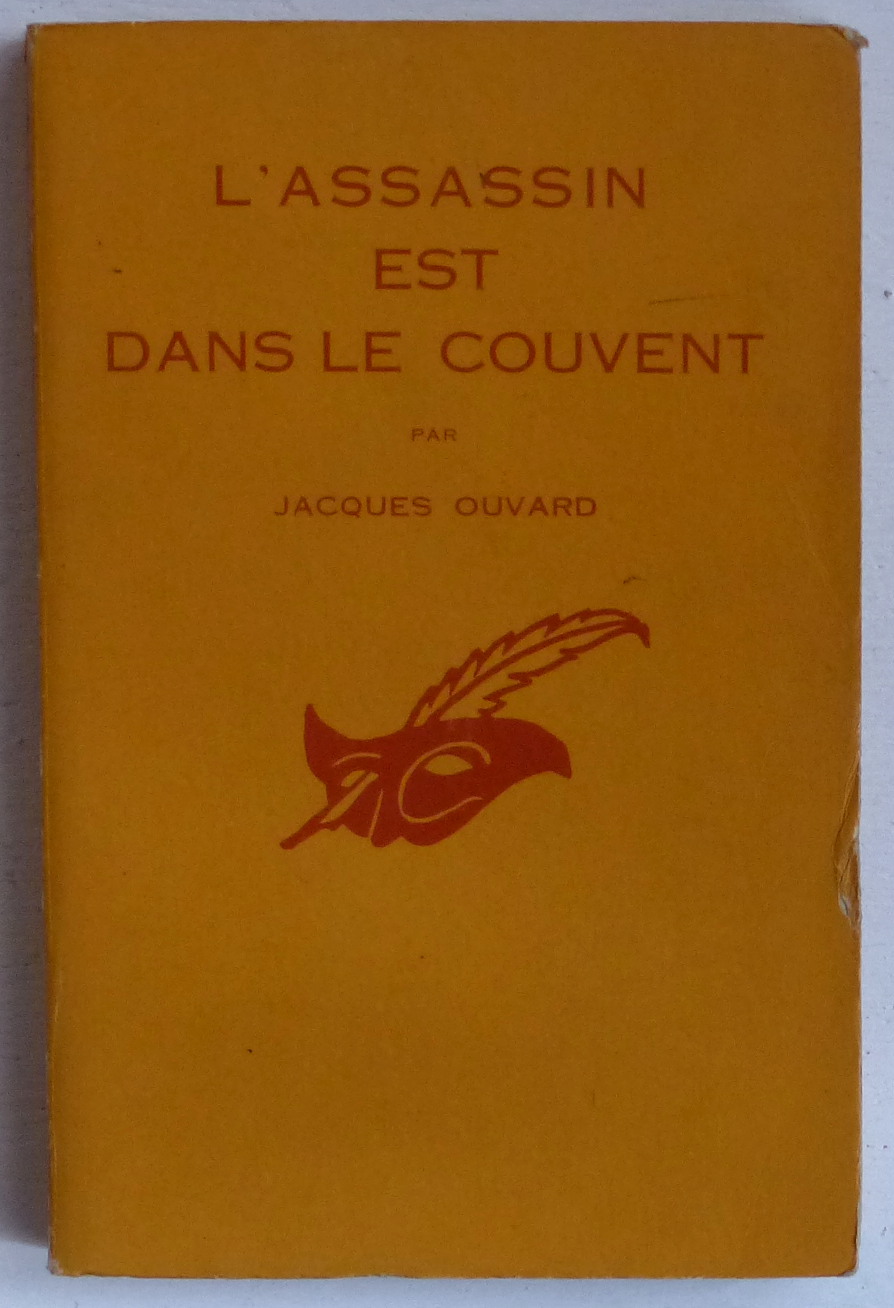 L'ASSASSIN
EST
DANS LE COUVENT
PAR
JACQUES OUVARD